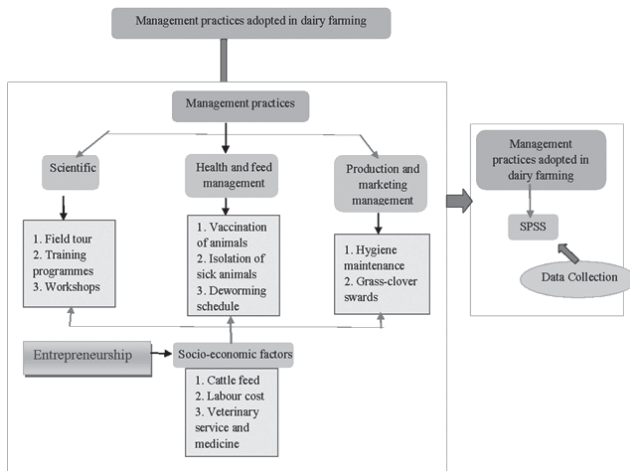 Management practices adopted in dairy farming
Management practices
Scientific
Health and feed
management
Production and
marketing
management
1. Field tour
2. Training
programmes
3. Workshops
1. Vaccination
of animals
2. Isolation of
sick animals
3. Deworming
schedule
1. Hygiene
maintenance
2. Grass-clover
swards
Entrepreneurship
Socio-economic factors
1. Cattle feed
2. Labour cost
3. Veterinary
service and
medicine
Management
practices adopted in
dairy farming
SPSS
Data Collection